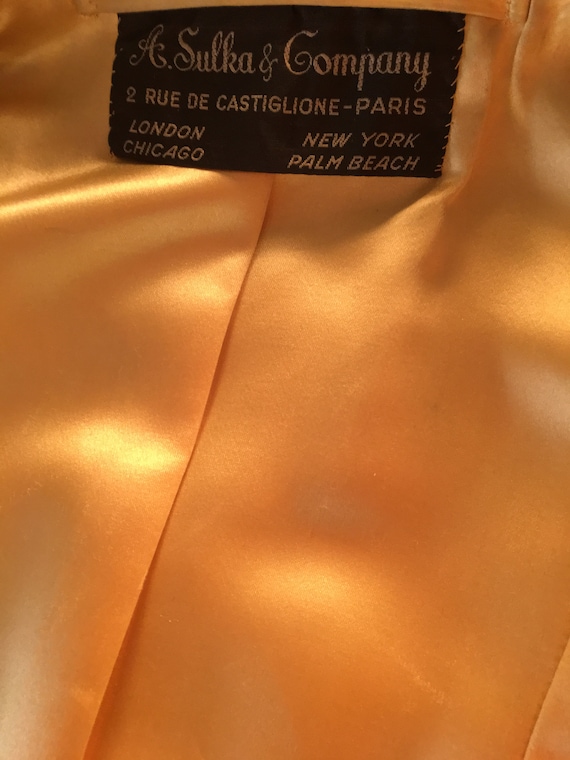 A. Sulka & Company
2 RUE DE CASTIGLIONE-PARIS
LONDON NEW YORK
CHICAGO PALM BEACH